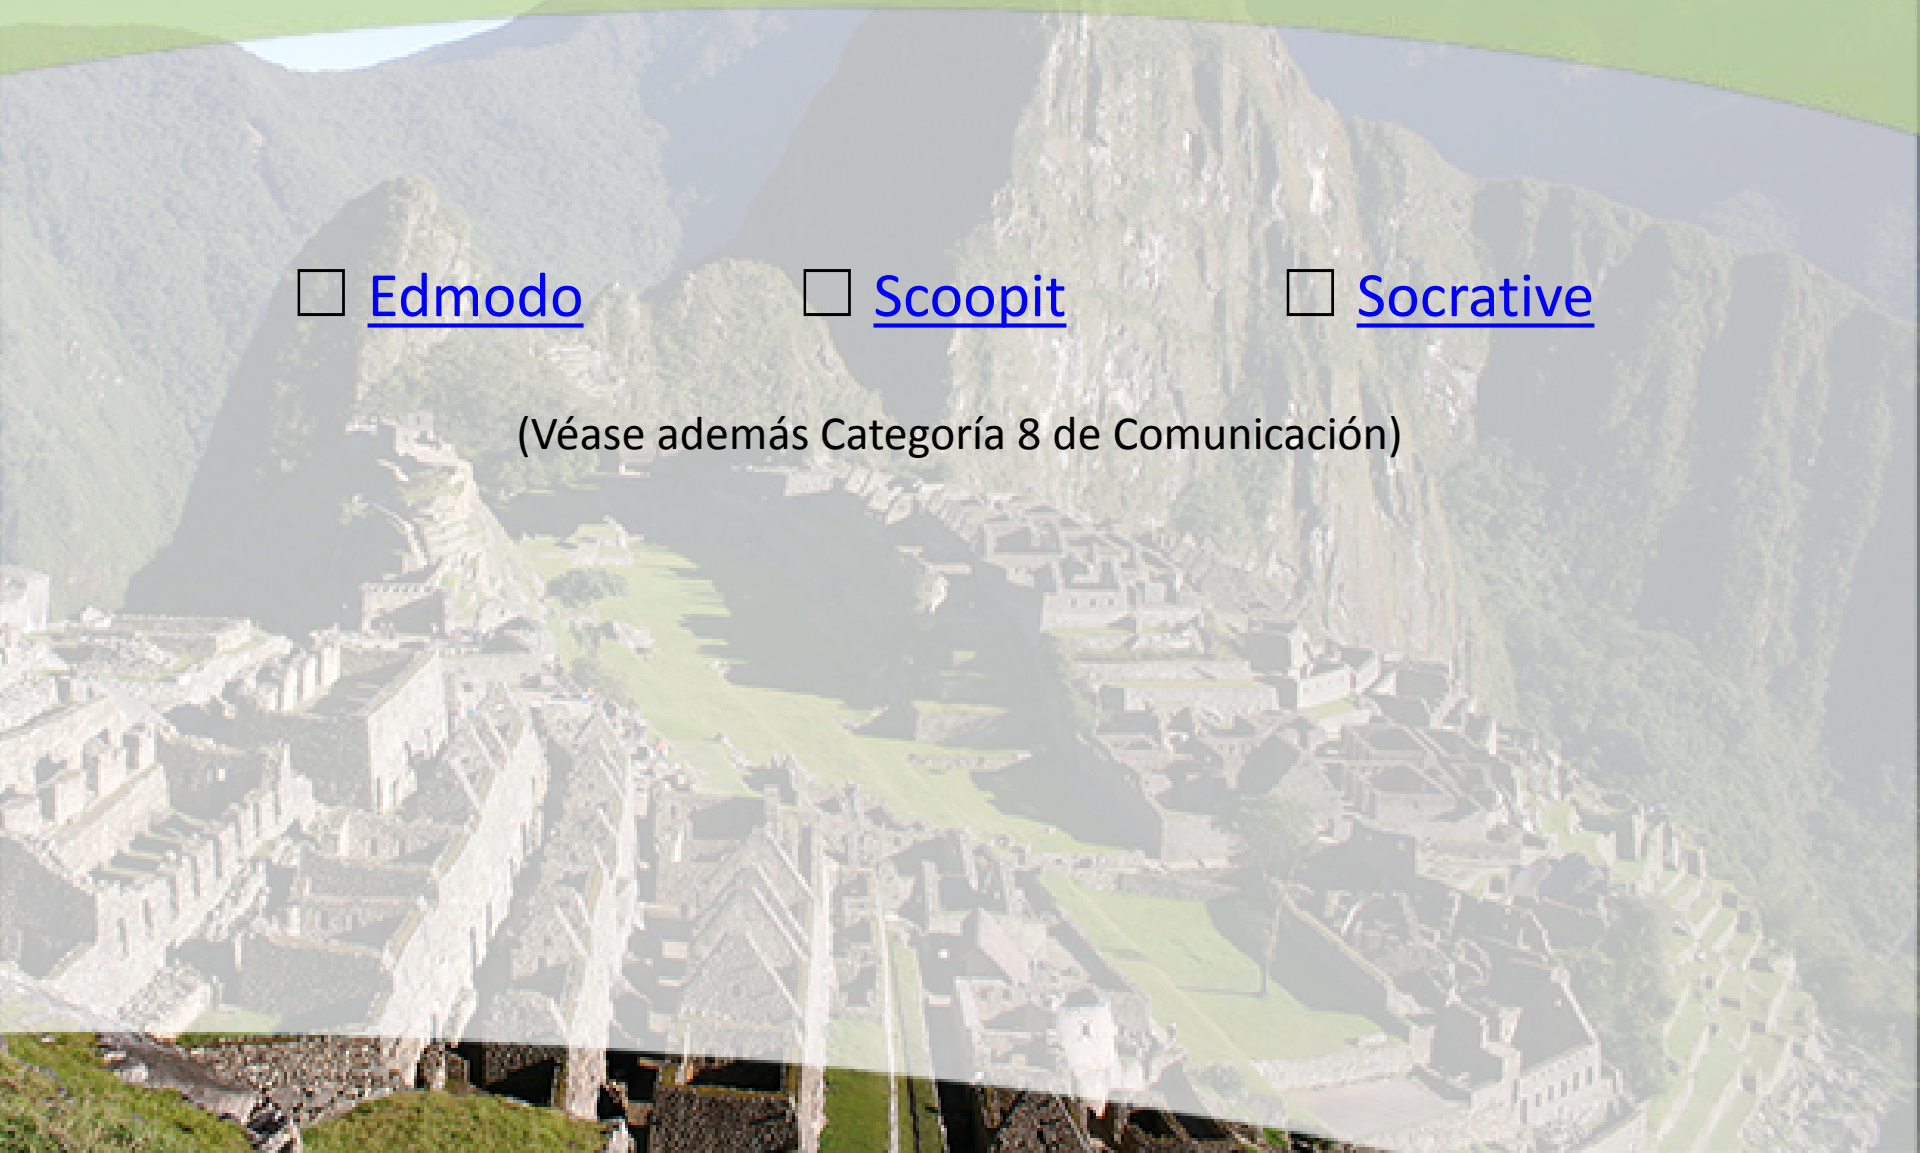 ☐ Edmodo ☐ Scoopit ☐ Socrative
(Véase además Categoría 8 de Comunicación)